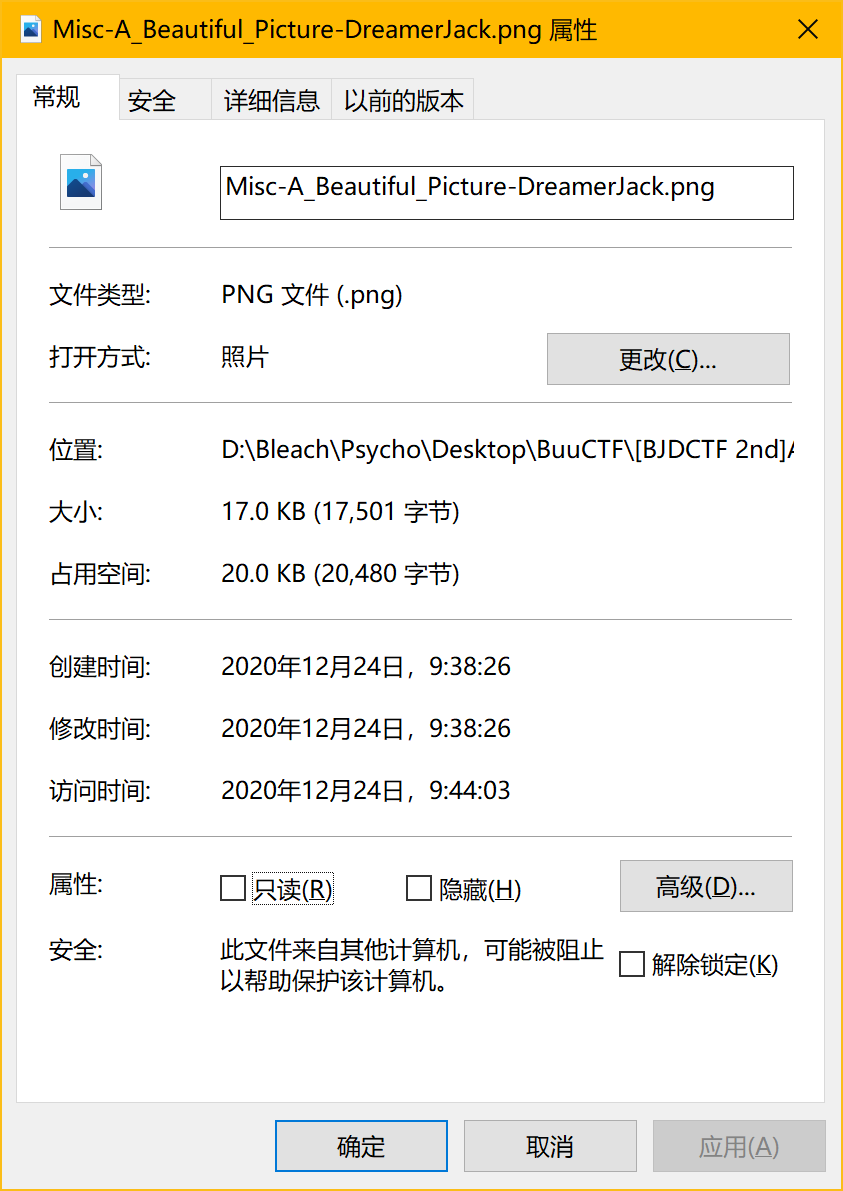 Misc-A_Beautiful_Picture-DreamerJack.png 属性
常规 安全 详细信息 以前的版本
Misc-A_Beautiful_Picture-DreamerJack.png
文件类型: PNG 文件 (.png)
打开方式: 照片 更改(C)...
位置: D:\Bleach\Psycho\Desktop\BuuCTF\[BJDCTF 2nd]A
大小: 17.0 KB (17,501 字节)
占用空间: 20.0 KB (20,480 字节)
创建时间: 2020年12月24日，9:38:26
修改时间: 2020年12月24日，9:38:26
访问时间: 2020年12月24日，9:44:03
属性: 只读(R) 隐藏(H) 高级(D)...
安全: 此文件来自其他计算机，可能被阻止
以帮助保护该计算机。 解除锁定(K)
确定 取消 应用(A)